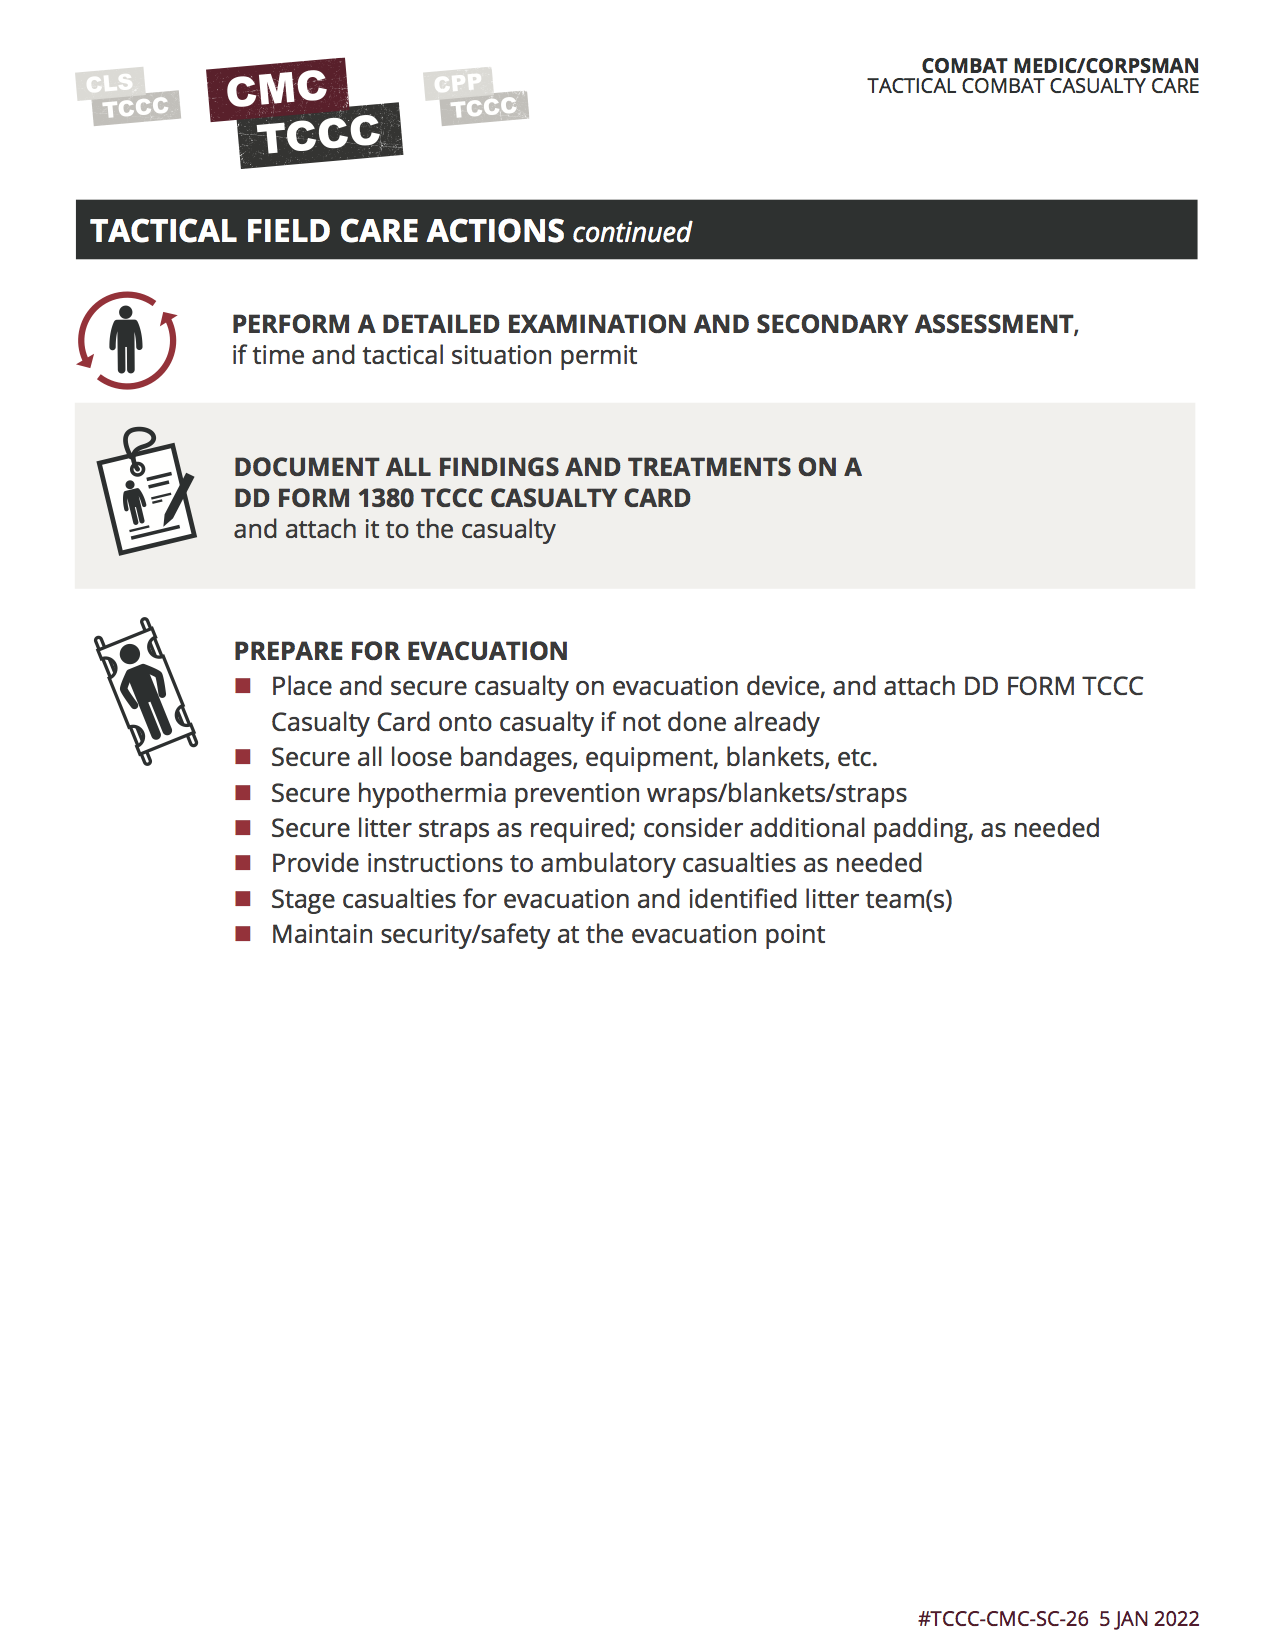 CLS
TCCC
CMC
TCCC
CPP
TCCC
COMBAT MEDIC/CORPSMAN
TACTICAL COMBAT CASUALTY CARE
TACTICAL FIELD CARE ACTIONS continued
PERFORM A DETAILED EXAMINATION AND SECONDARY ASSESSMENT,
if time and tactical situation permit
DOCUMENT ALL FINDINGS AND TREATMENTS ON A
DD FORM 1380 TCCC CASUALTY CARD
and attach it to the casualty
PREPARE FOR EVACUATION
■ Place and secure casualty on evacuation device, and attach DD FORM TCCC
Casualty Card onto casualty if not done already
■ Secure all loose bandages, equipment, blankets, etc.
■ Secure hypothermia prevention wraps/blankets/straps
■ Secure litter straps as required; consider additional padding, as needed
■ Provide instructions to ambulatory casualties as needed
■ Stage casualties for evacuation and identified litter team(s)
■ Maintain security/safety at the evacuation point
#TCCC-CMC-SC-26 5 JAN 2022